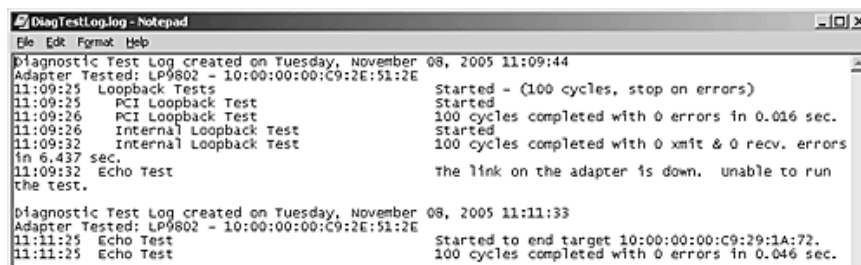 DiagTestLog.log - Notepad
File Edit Format Help
Diagnostic Test Log created on Tuesday, November 08, 2005 11:09:44
Adapter Tested: LP9802 - 10:00:00:00:C9:2E:51:2E
11:09:25 Loopback Tests Started - (100 cycles, stop on errors)
11:09:25 PCI Loopback Test Started
11:09:26 PCI Loopback Test 100 cycles completed with 0 errors in 0.016 sec.
11:09:26 Internal Loopback Test Started
11:09:32 Internal Loopback Test 100 cycles completed with 0 xmit & 0 recv. errors
in 6.437 sec.
11:09:32 Echo Test The link on the adapter is down. Unable to run
the test.
Diagnostic Test Log created on Tuesday, November 08, 2005 11:11:33
Adapter Tested: LP9802 - 10:00:00:00:C9:2E:51:2E
11:11:25 Echo Test Started to end target 10:00:00:00:C9:29:1A:72.
11:11:25 Echo Test 100 cycles completed with 0 errors in 0.046 sec.